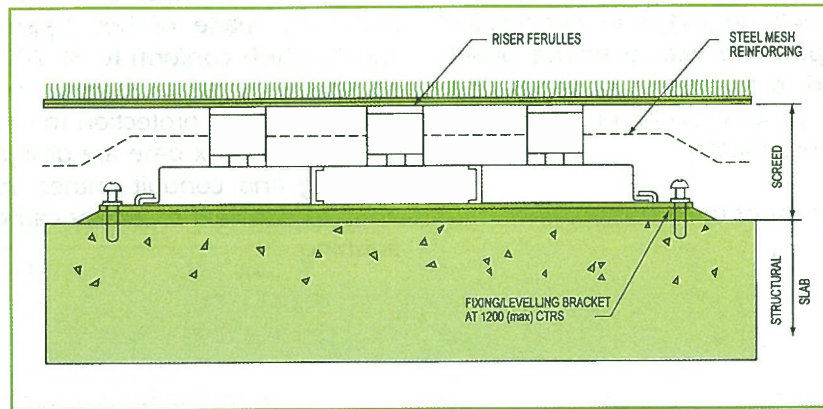 RISER FERULLES
STEEL MESH
REINFORCING
SCREED
FIXING/LEVELLING BRACKET
AT 1200 (max) CTRS
STRUCTURAL
SLAB